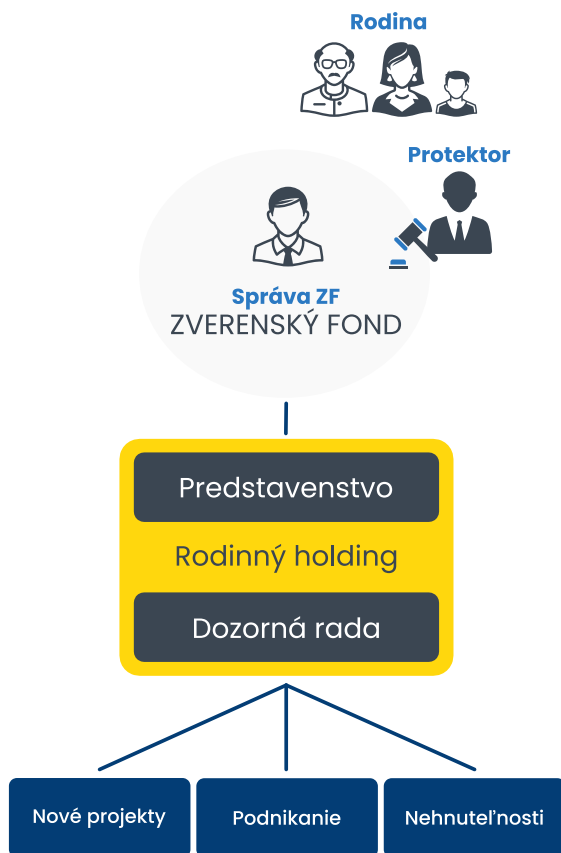 Rodina
Protektor
Správa ZF
ZVERENSKÝ FOND
Predstavenstvo
Rodinný holding
Dozorná rada
Nové projekty
Podnikanie
Nehnuteľnosti